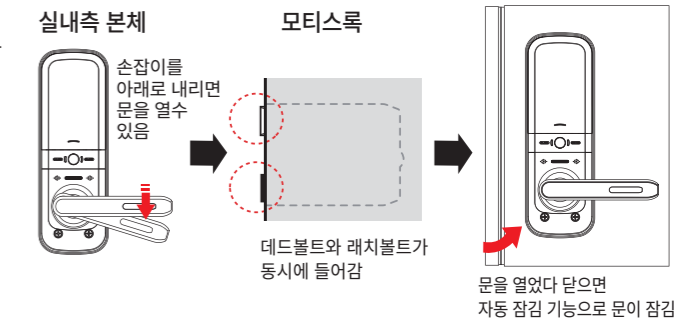 실내측 본체
모티스록
손잡이를
아래로 내리면
문을 열수
있음
데드볼트와 래치볼트가
동시에 들어감
문을 열었다 닫으면
자동 잠김 기능으로 문이 잠김